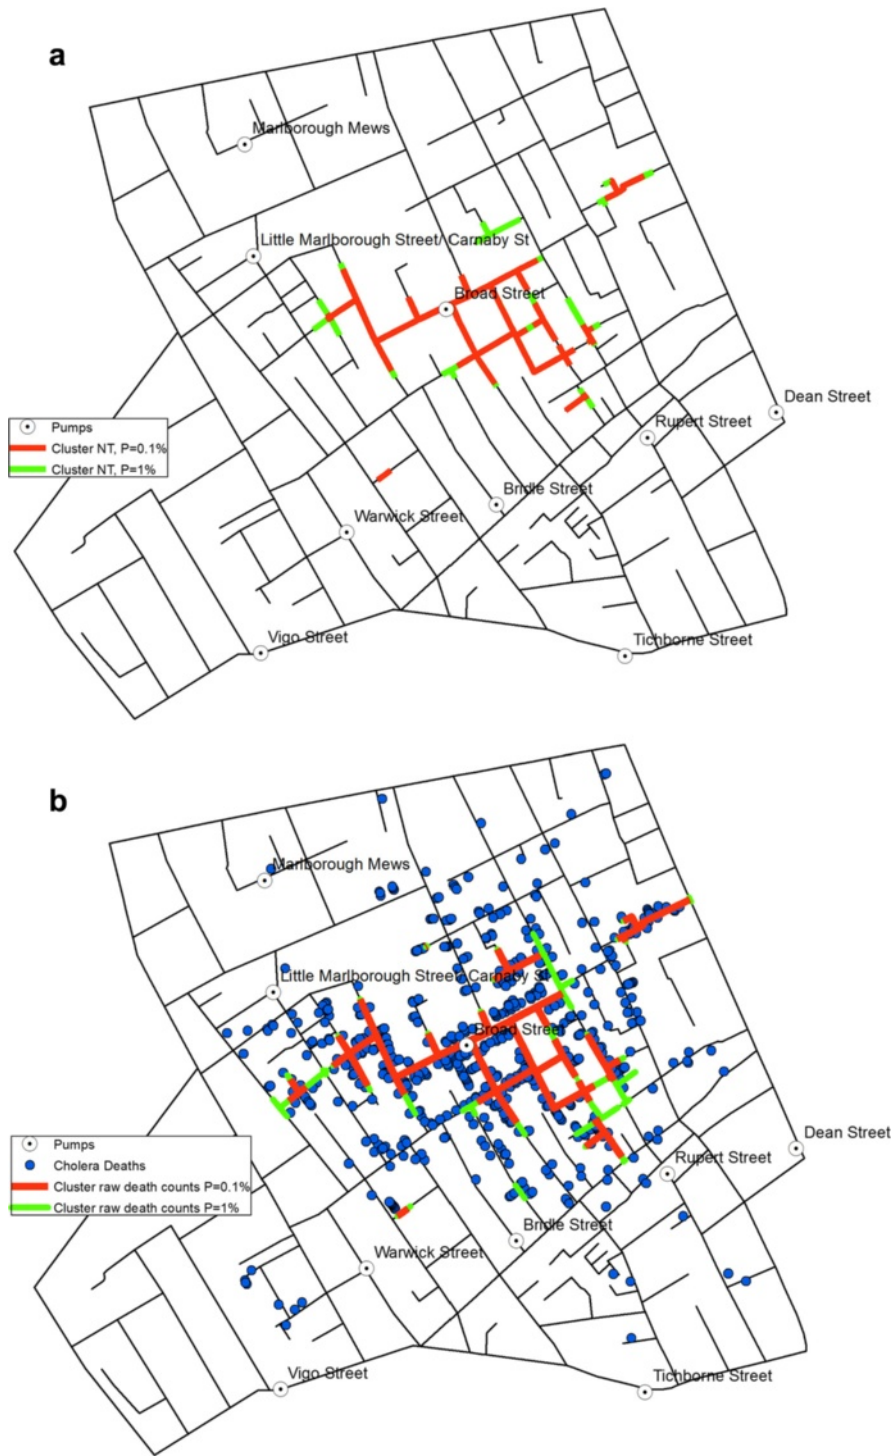 a
Marlborough Mews
Little Marlborough Street/ Carnaby St
Broad Street
Dean Street
Pumps
Cluster NT, P=0.1%
Cluster NT, P=1%
Rupert Street
Bridle Street
Warwick Street
Vigo Street
Tichborne Street
b
Marlborough Mews
Little Marlborough Street/ Carnaby St
Broad Street
Dean Street
Pumps
Cholera Deaths
Cluster raw death counts P=0.1%
Cluster raw death counts P=1%
Rupert Street
Bridle Street
Warwick Street
Vigo Street
Tichborne Street